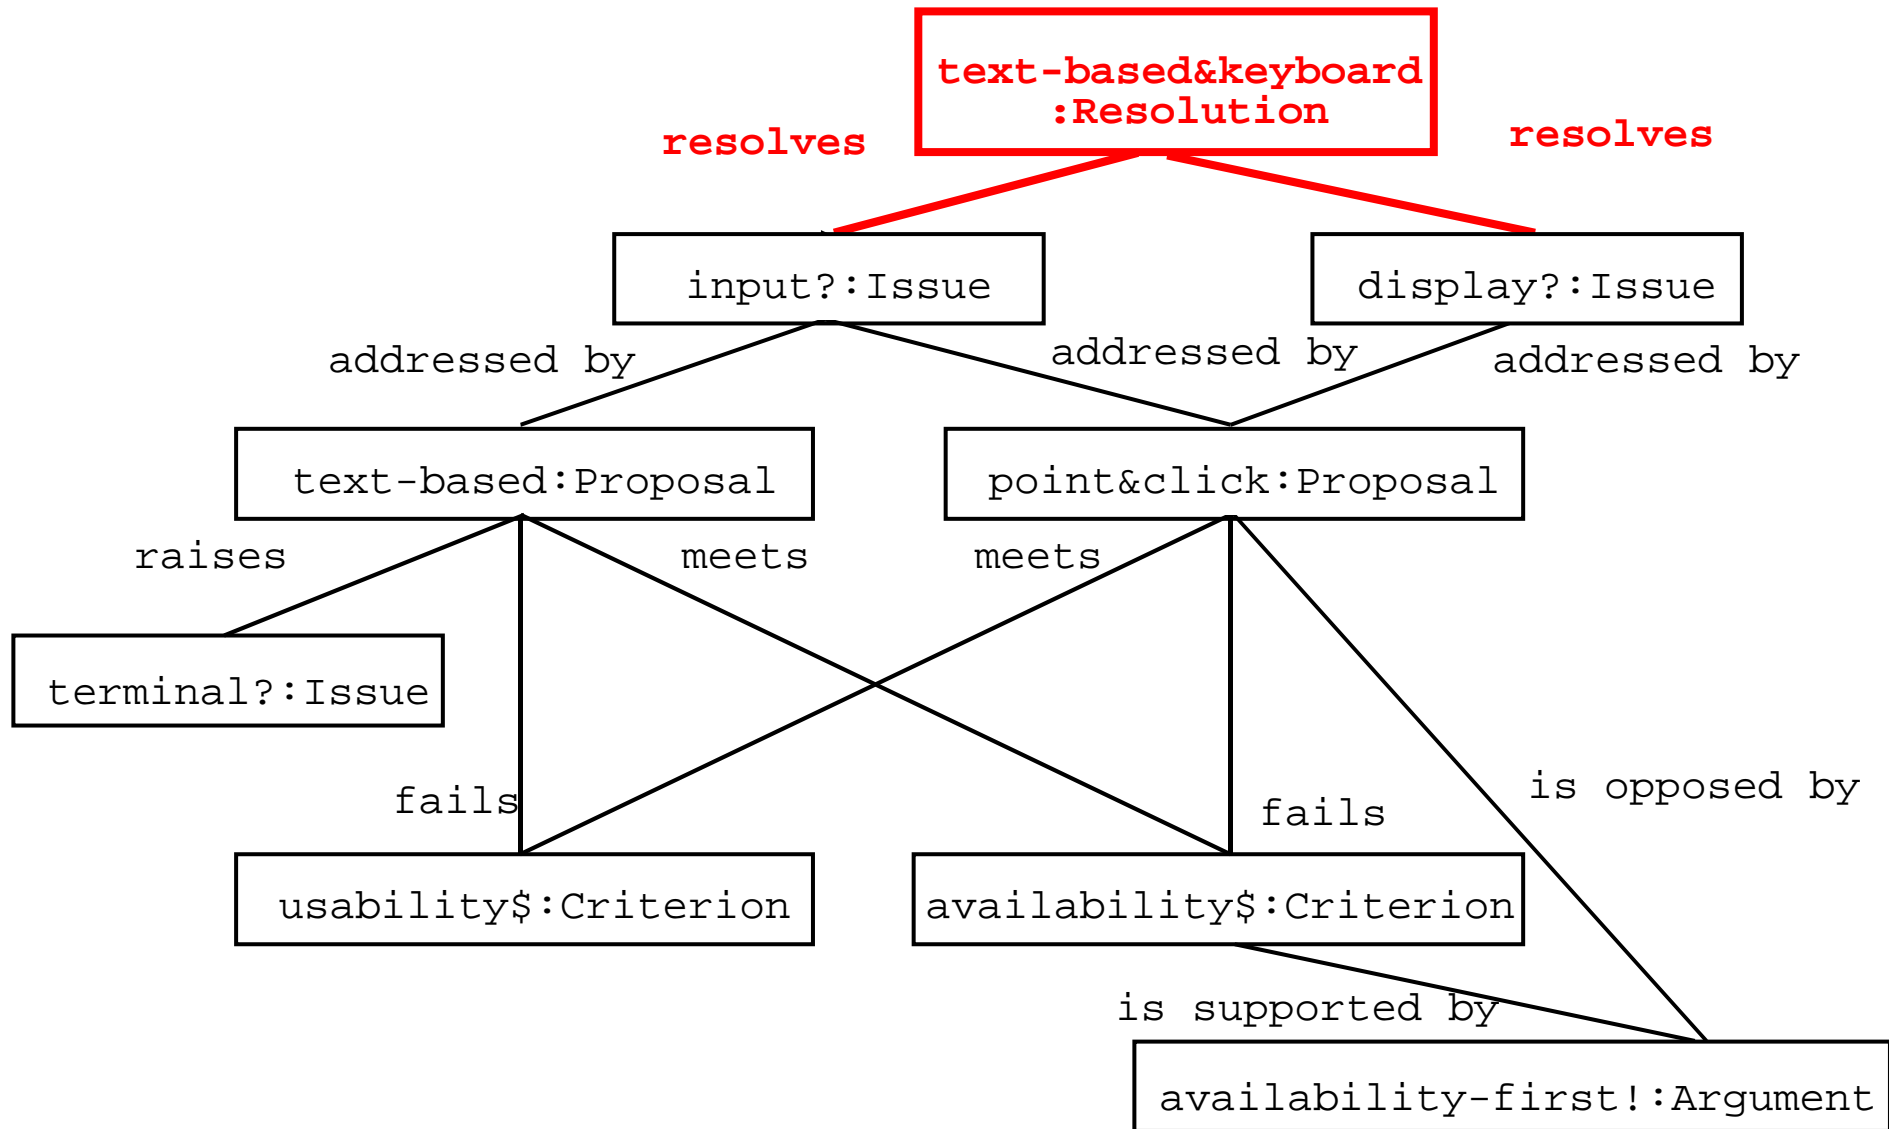 text-based&keyboard
:Resolution
resolves
resolves
input?:Issue
display?:Issue
addressed by
addressed by
addressed by
text-based:Proposal
point&click:Proposal
raises
meets
meets
terminal?:Issue
fails
fails
is opposed by
usability$:Criterion
availability$:Criterion
is supported by
availability-first!:Argument